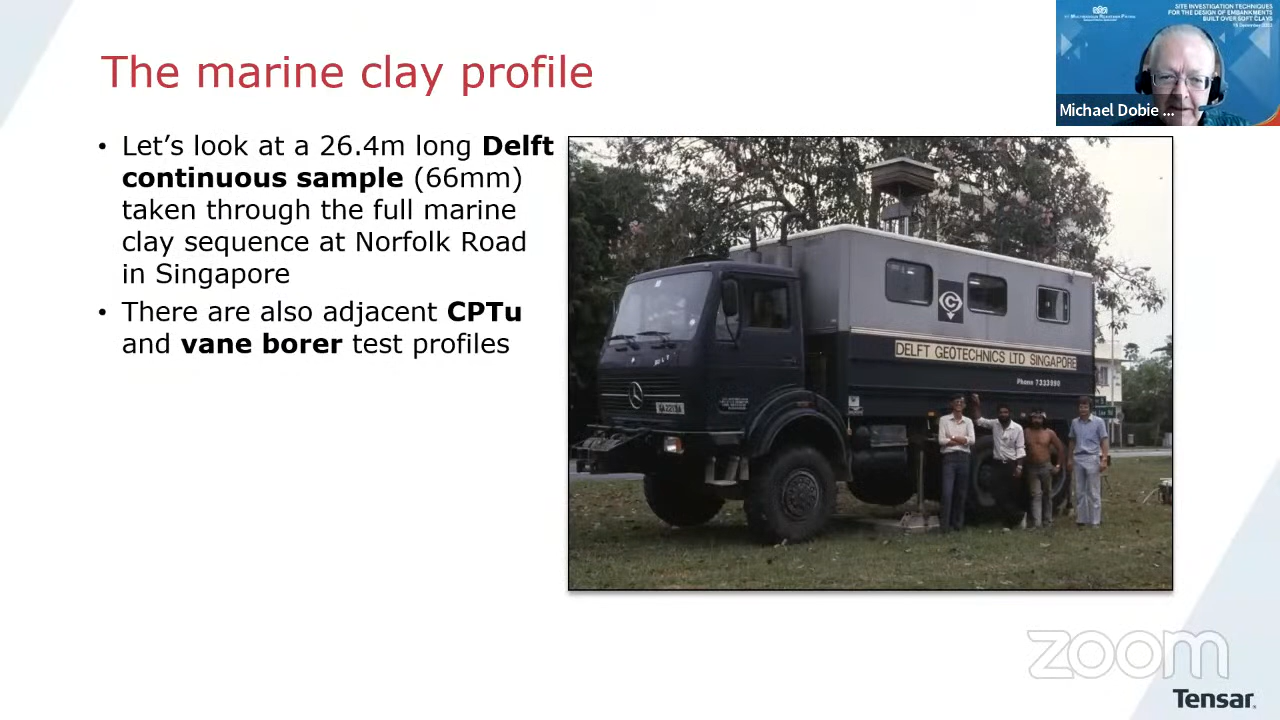 The marine clay profile
• Let’s look at a 26.4m long Delft
continuous sample (66mm)
taken through the full marine
clay sequence at Norfolk Road
in Singapore
• There are also adjacent CPTu
and vane borer test profiles
SITE INVESTIGATION TECHNIQUES
FOR THE DESIGN OF EMBANKMENTS
BUILT OVER SOFT CLAYS
Michael Dobie ...
DELFT GEOTECHNICS LTD SINGAPORE
Phone 7323990
zoom
Tensar